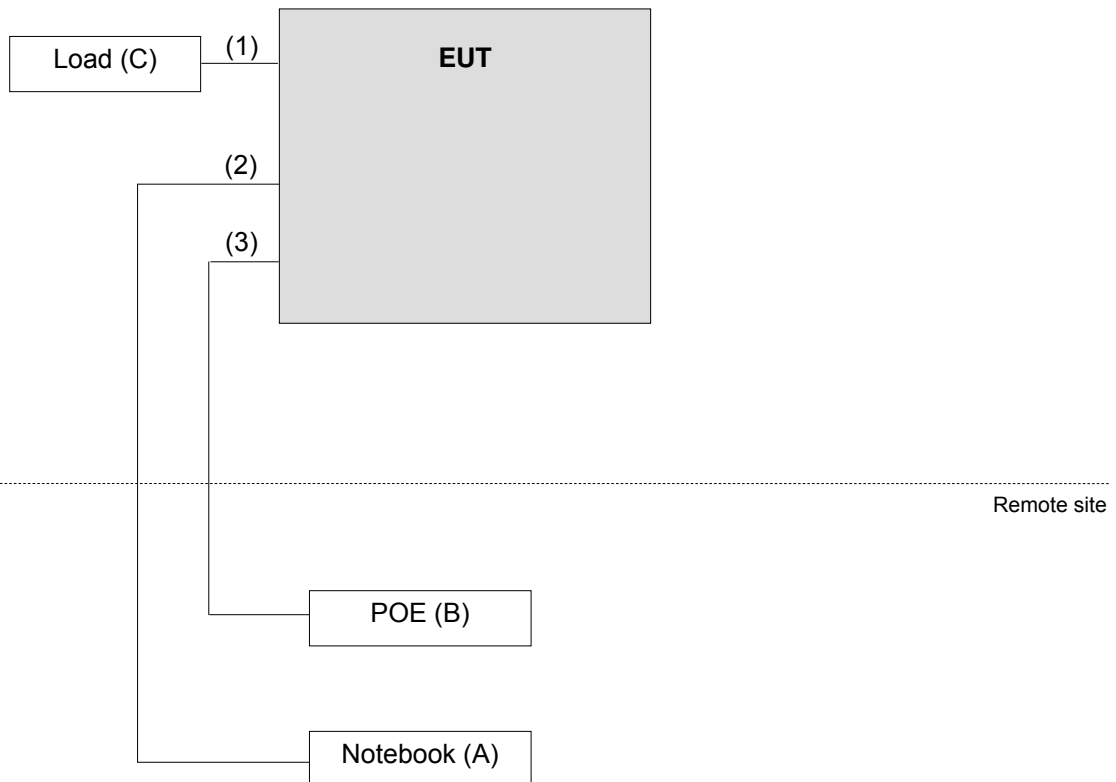 Load (C)
(1)
EUT
(2)
(3)
Remote site
POE (B)
Notebook (A)